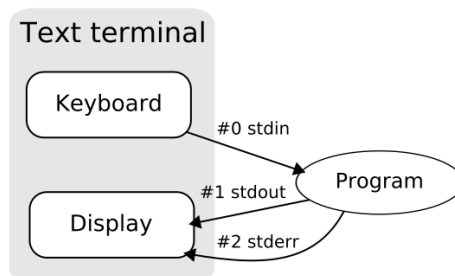 Text terminal
Keyboard
#0 stdin
#1 stdout
Program
Display
#2 stderr